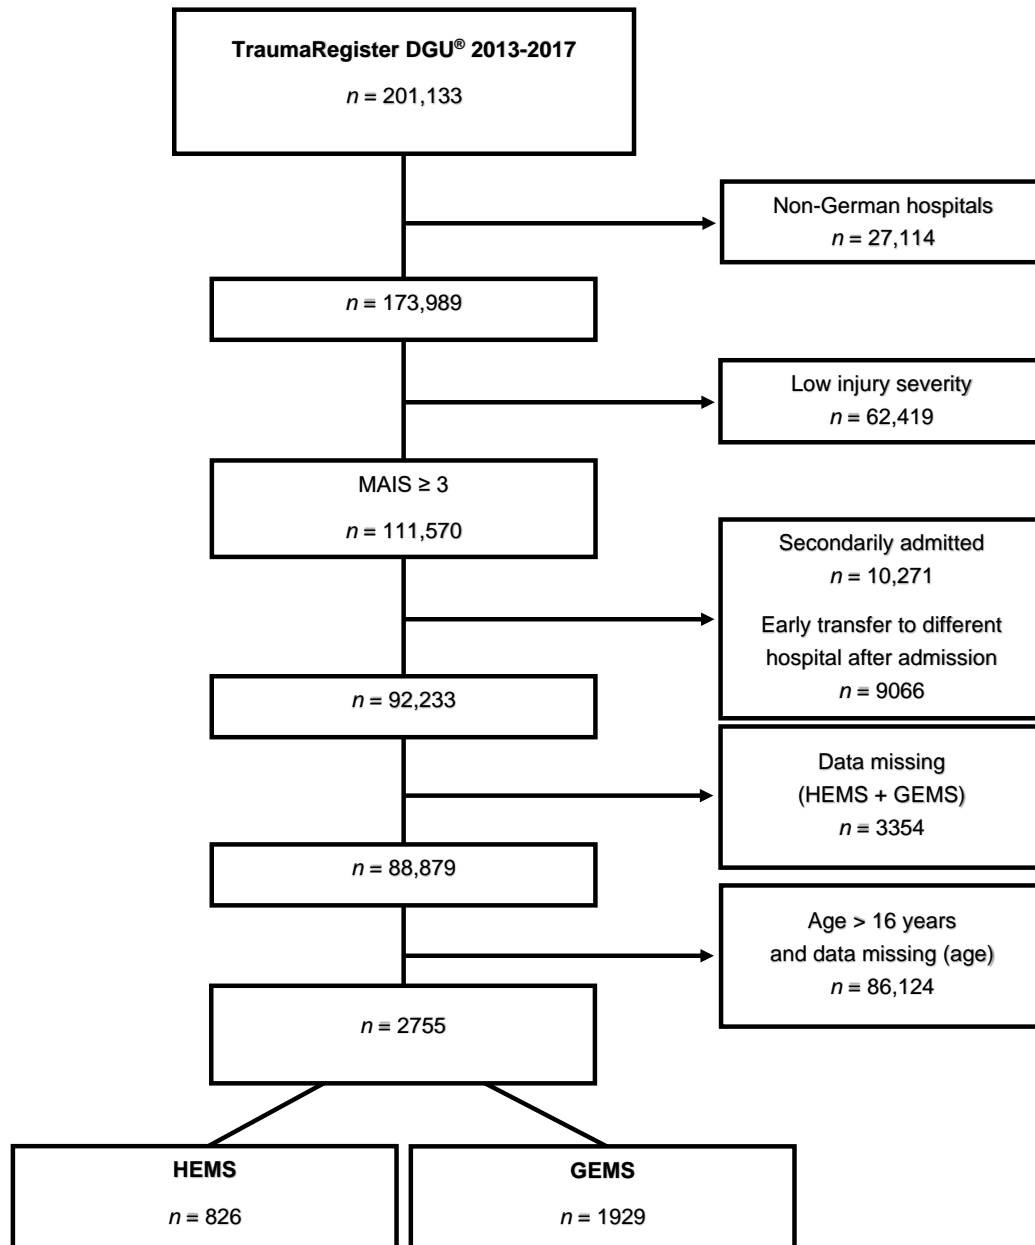 TraumaRegister DGU® 2013-2017
n = 201,133
Non-German hospitals
n = 27,114
n = 173,989
Low injury severity
n = 62,419
MAIS ≥ 3
n = 111,570
Secondarily admitted
n = 10,271
Early transfer to different
hospital after admission
n = 9066
n = 92,233
Data missing
(HEMS + GEMS)
n = 3354
n = 88,879
Age > 16 years
and data missing (age)
n = 86,124
n = 2755
HEMS
n = 826
GEMS
n = 1929